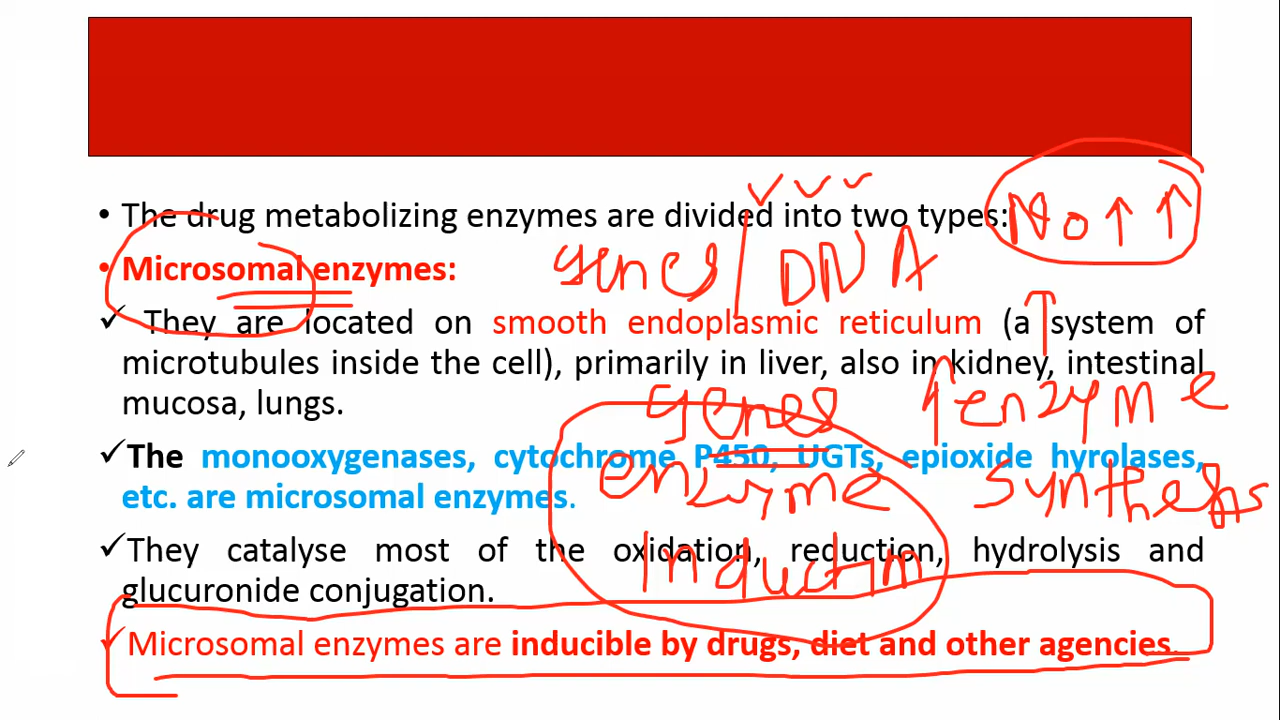 • The drug metabolizing enzymes are divided into two types:
No ↑ ↑
• Microsomal enzymes:
genes / DNA
✓ They are located on smooth endoplasmic reticulum (a system of
microtubules inside the cell), primarily in liver, also in kidney, intestinal
mucosa, lungs.
genes ↑ enzyme
✓The monooxygenases, cytochrome P450, UGTs, epioxide hyrolases,
etc. are microsomal enzymes.
enzyme synthesis
✓They catalyse most of the oxidation, reduction, hydrolysis and
Induction
glucuronide conjugation.
✓Microsomal enzymes are inducible by drugs, diet and other agencies.